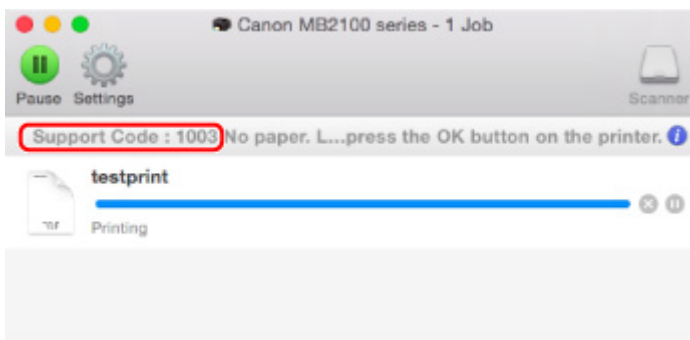 Canon MB2100 series - 1 Job
Pause Settings
Scanner
Support Code : 1003 No paper. L...press the OK button on the printer.
testprint
Printing